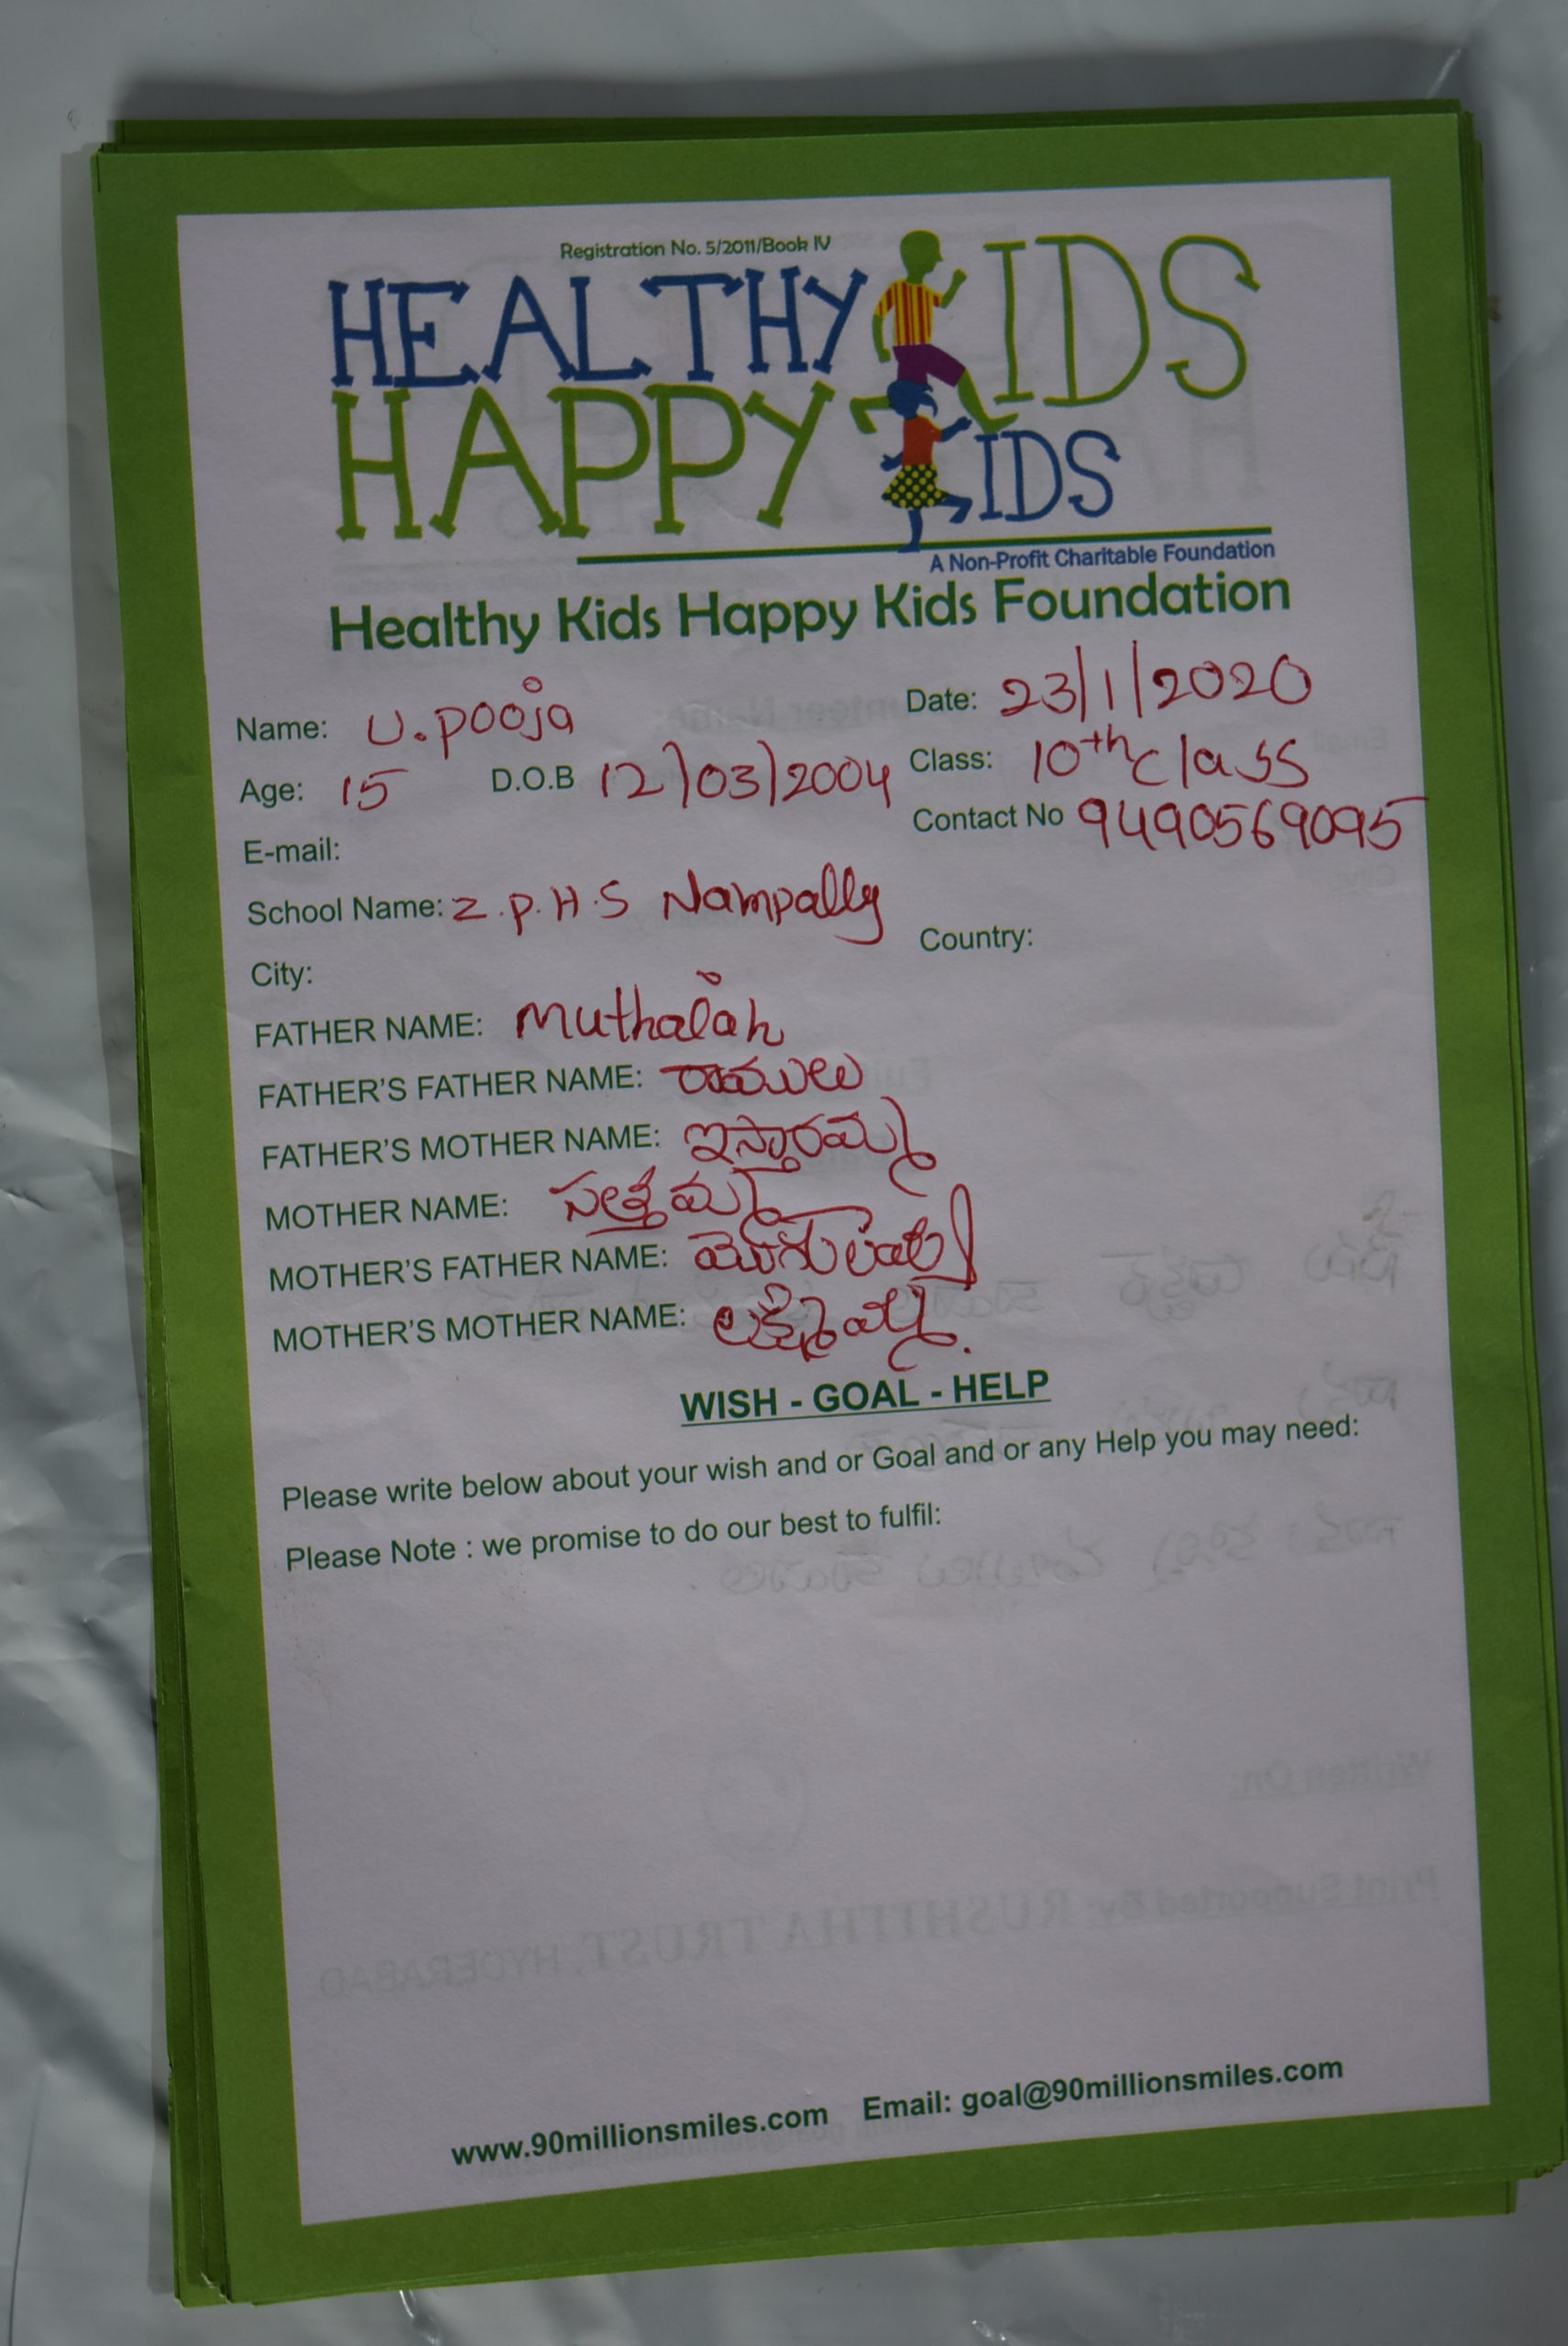 Registration No. 5/2011/Book IV
HEALTHY KIDS
HAPPY KIDS
A Non-Profit Charitable Foundation
Healthy Kids Happy Kids Foundation
Name: U.pooja Date: 23/1/2020
Age: 15 D.O.B 12/03/2004 Class: 10th class
E-mail: Contact No 9490569095
School Name: Z.P.H.S Nampally
City: Country:
FATHER NAME: Muthaiah
FATHER'S FATHER NAME: రాములు
FATHER'S MOTHER NAME: ఇస్తారమ్మ
MOTHER NAME: సత్తమ్మ
MOTHER'S FATHER NAME:
MOTHER'S MOTHER NAME: లక్ష్మమ్మ.
WISH - GOAL - HELP
Please write below about your wish and or Goal and or any Help you may need:
Please Note : we promise to do our best to fulfil:
www.90millionsmiles.com Email: goal@90millionsmiles.com